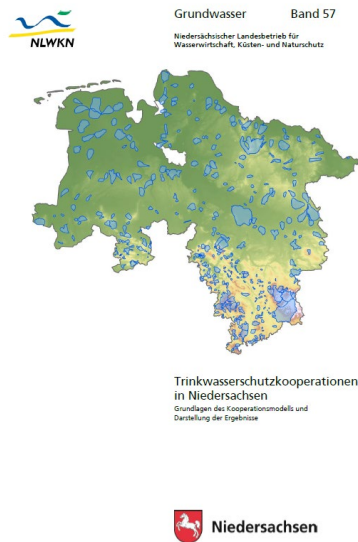 Grundwasser Band 57
NLWKN
Niedersächsischer Landesbetrieb für
Wasserwirtschaft, Küsten- und Naturschutz
Trinkwasserschutzkooperationen
in Niedersachsen
Grundlagen des Kooperationsmodells und
Darstellung der Ergebnisse
Niedersachsen